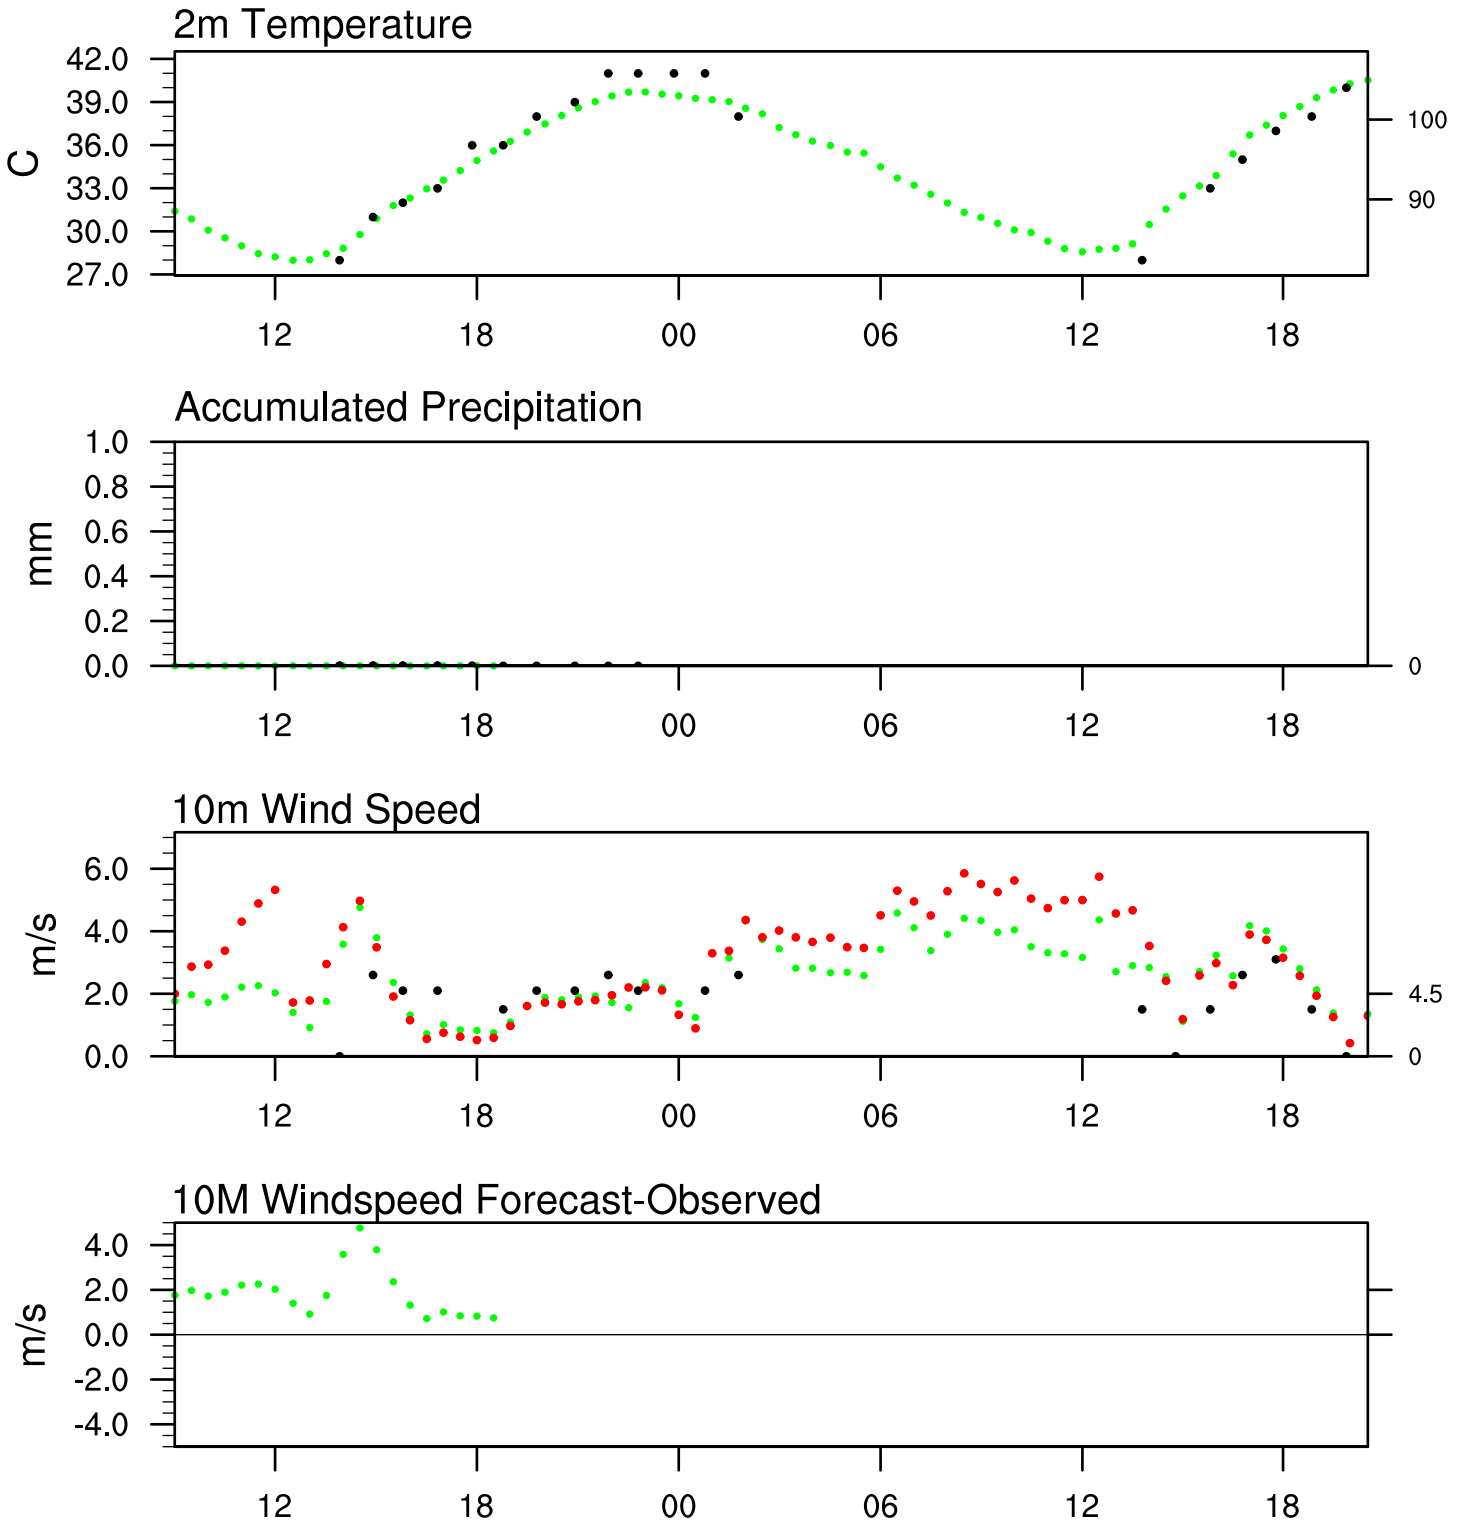 2m Temperature
42.0
39.0
36.0
33.0
30.0
27.0
C
100
90
12 18 00 06 12 18
Accumulated Precipitation
1.0
0.8
0.6
0.4
0.2
0.0
mm
0
12 18 00 06 12 18
10m Wind Speed
6.0
4.0
2.0
0.0
m/s
4.5
0
12 18 00 06 12 18
10M Windspeed Forecast-Observed
4.0
2.0
0.0
-2.0
-4.0
m/s
12 18 00 06 12 18